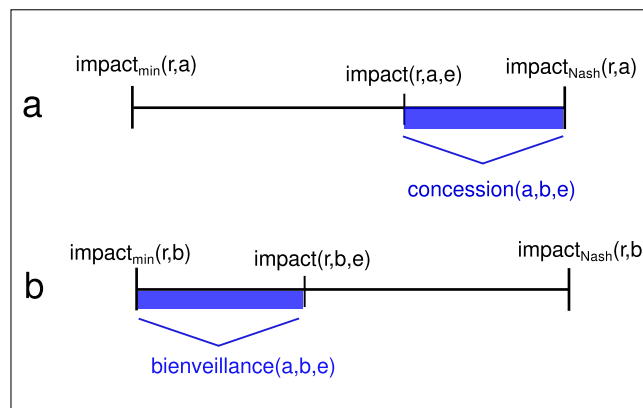 impact_min(r,a) impact(r,a,e) impact_Nash(r,a)
a
concession(a,b,e)
impact_min(r,b) impact(r,b,e) impact_Nash(r,b
b
bienveillance(a,b,e)